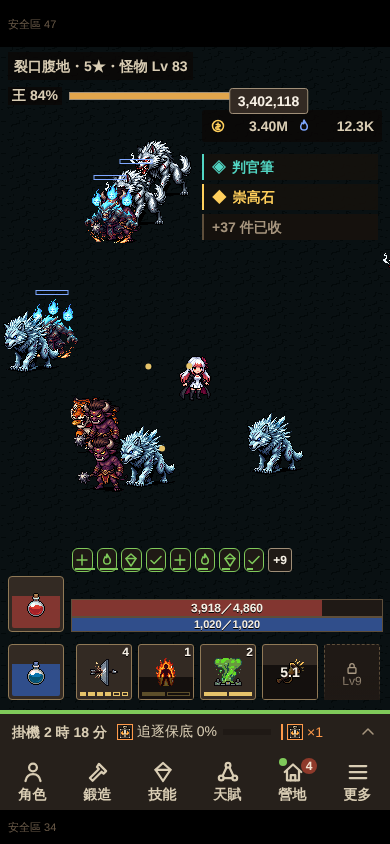 安全區 47
裂口腹地・5★・怪物 Lv 83
王 84%
3,402,118
3.40M 12.3K
判官筆
崇高石
+37 件已收
+9
3,918／4,860
1,020／1,020
4
1
2
5.1
Lv9
掛機 2 時 18 分 追逐保底 0% ×1
角色 鍛造 技能 天賦 營地 4 更多
安全區 34